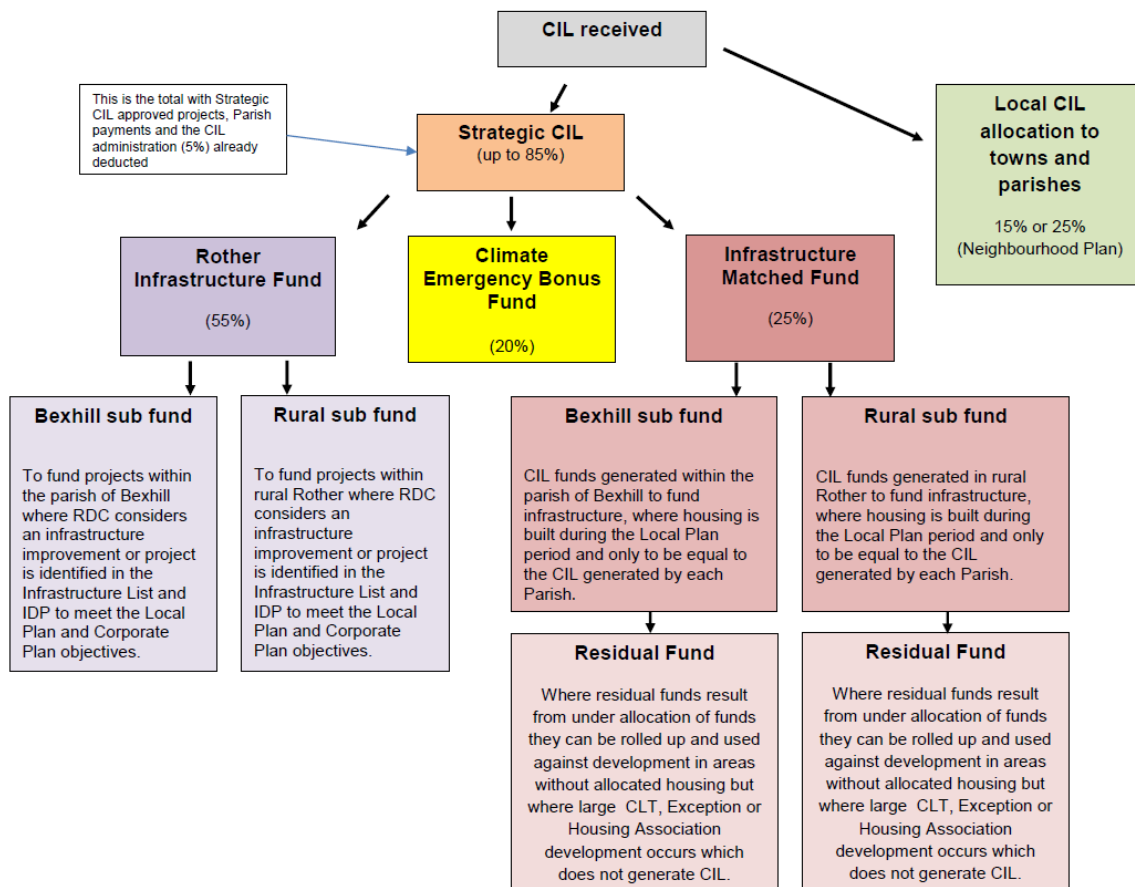 CIL received
This is the total with Strategic
CIL approved projects, Parish
payments and the CIL
administration (5%) already
deducted
Strategic CIL
(up to 85%)
Local CIL
allocation to
towns and
parishes
15% or 25%
(Neighbourhood Plan)
Rother
Infrastructure Fund
(55%)
Climate
Emergency Bonus
Fund
(20%)
Infrastructure
Matched Fund
(25%)
Bexhill sub fund
To fund projects within
the parish of Bexhill
where RDC considers
an infrastructure
improvement or project
is identified in the
Infrastructure List and
IDP to meet the Local
Plan and Corporate
Plan objectives.
Rural sub fund
To fund projects within
rural Rother where RDC
considers an
infrastructure
improvement or project
is identified in the
Infrastructure List and
IDP to meet the Local
Plan and Corporate
Plan objectives.
Bexhill sub fund
CIL funds generated within the
parish of Bexhill to fund
infrastructure, where housing is
built during the Local Plan
period and only to be equal to
the CIL generated by each
Parish.
Rural sub fund
CIL funds generated in rural
Rother to fund infrastructure,
where housing is built during
the Local Plan period and only
to be equal to the CIL
generated by each Parish.
Residual Fund
Where residual funds result
from under allocation of funds
they can be rolled up and used
against development in areas
without allocated housing but
where large CLT, Exception or
Housing Association
development occurs which
does not generate CIL.
Residual Fund
Where residual funds result
from under allocation of funds
they can be rolled up and used
against development in areas
without allocated housing but
where large CLT, Exception or
Housing Association
development occurs which
does not generate CIL.